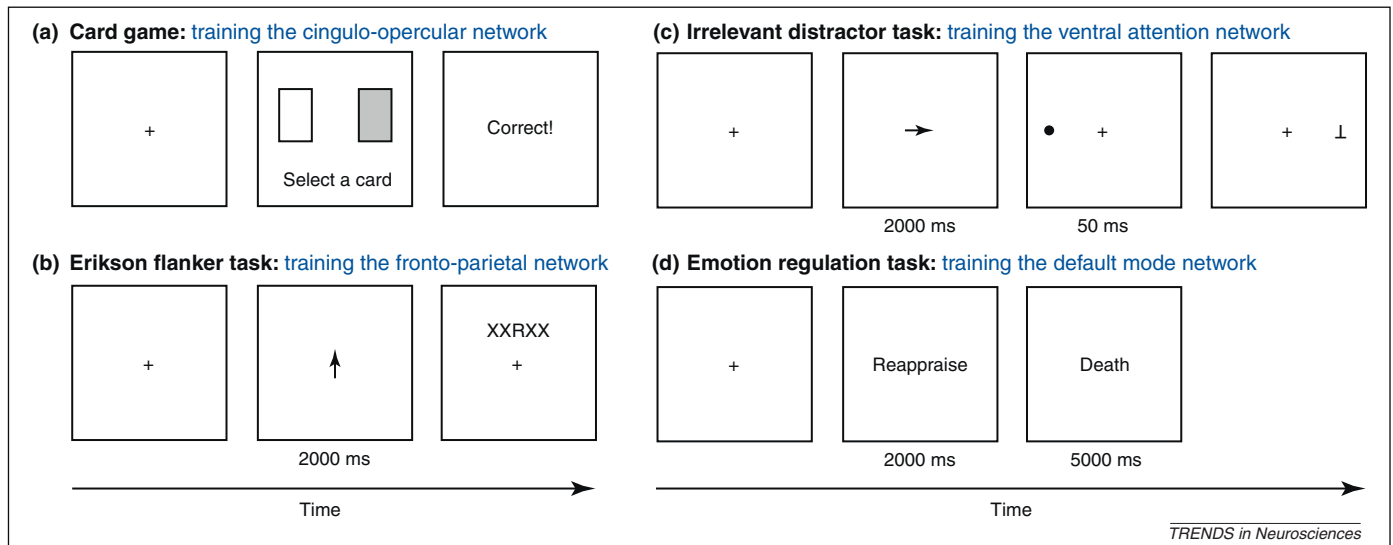 (a) Card game: training the cingulo-opercular network
+
Select a card
Correct!
(b) Erikson flanker task: training the fronto-parietal network
+
2000 ms
XXRXX
+
Time
(c) Irrelevant distractor task: training the ventral attention network
+
2000 ms
+
50 ms
+ ⊥
(d) Emotion regulation task: training the default mode network
+
Reappraise
2000 ms
Death
5000 ms
Time
TRENDS in Neurosciences